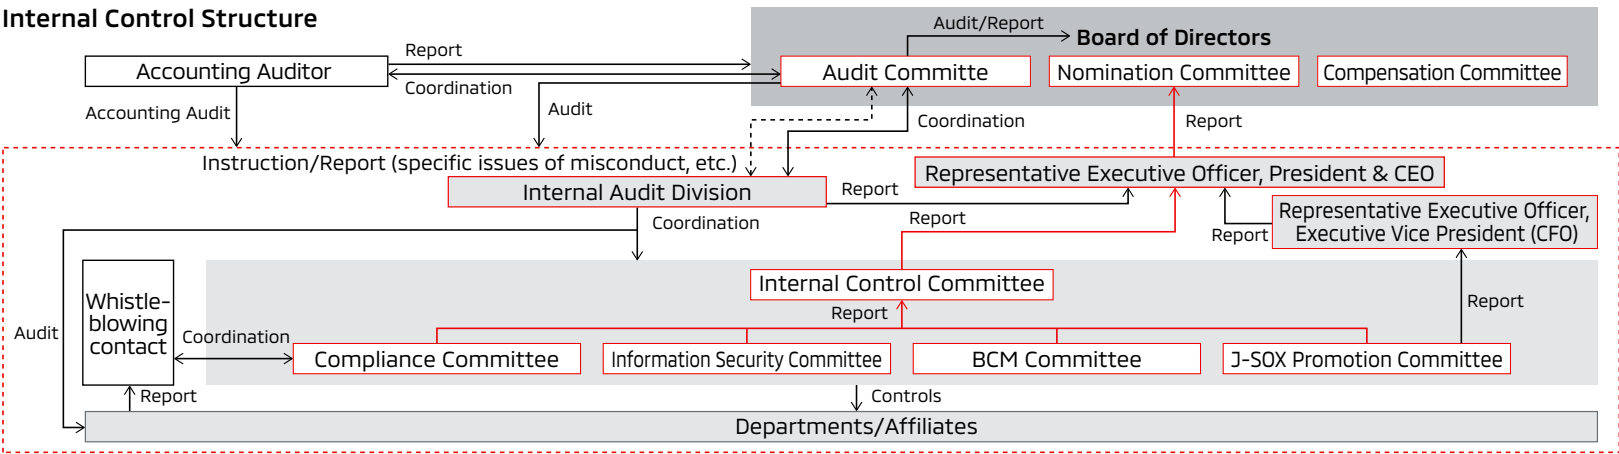 Internal Control Structure
Audit/Report
Board of Directors
Report
Accounting Auditor
Audit Committe
Nomination Committee
Compensation Committee
Coordination
Accounting Audit
Audit
Coordination
Report
Instruction/Report (specific issues of misconduct, etc.)
Representative Executive Officer, President & CEO
Internal Audit Division
Report
Representative Executive Officer,
Executive Vice President (CFO)
Report
Coordination
Report
Internal Control Committee
Whistle-
blowing
contact
Report
Report
Audit
Coordination
Compliance Committee
Information Security Committee
BCM Committee
J-SOX Promotion Committee
Report
Controls
Departments/Affiliates